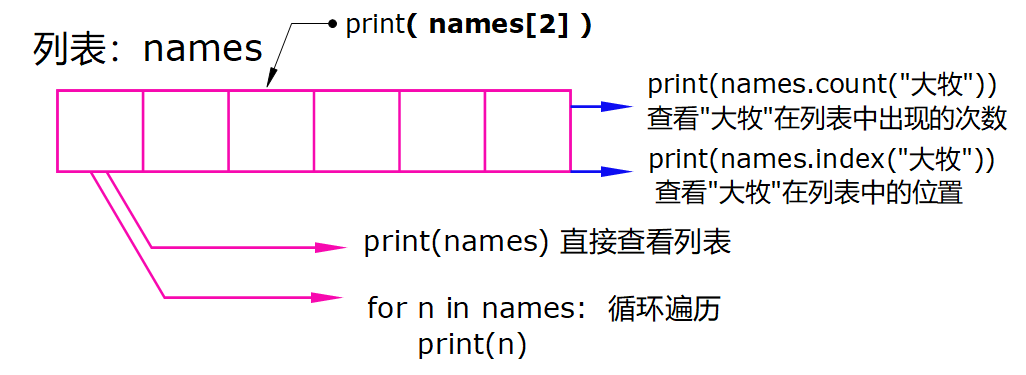 print( names[2] )
列表：names
print(names.count("大牧"))
查看"大牧"在列表中出现的次数
print(names.index("大牧"))
查看"大牧"在列表中的位置
print(names) 直接查看列表
for n in names: 循环遍历
print(n)